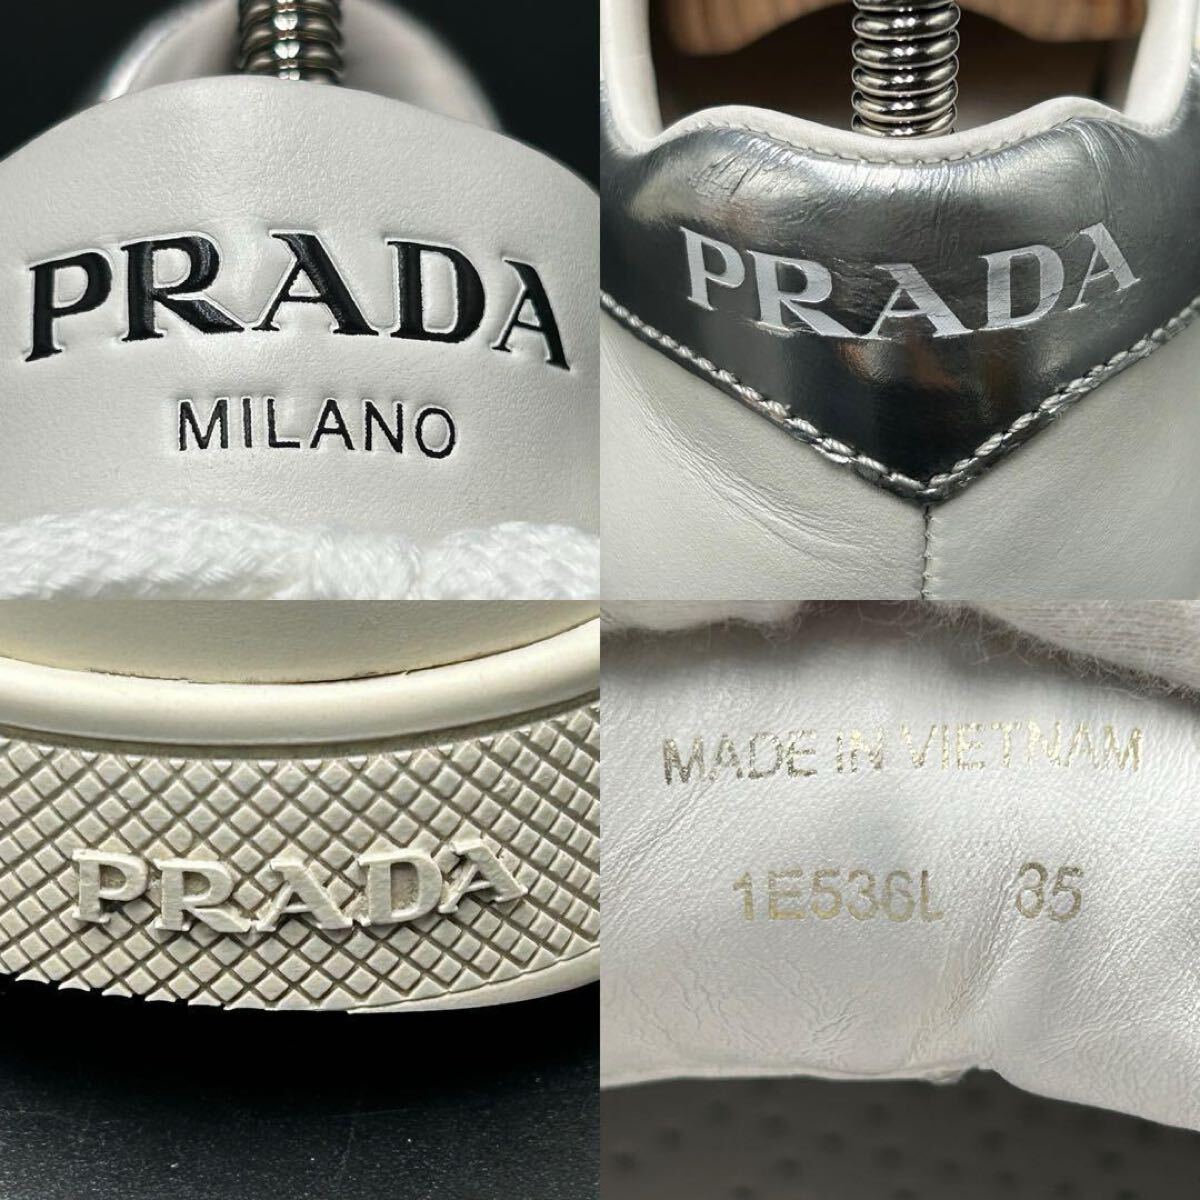 PRADA
MILANO
PRADA
PRADA
MADE IN VIETNAM
1E536L 35